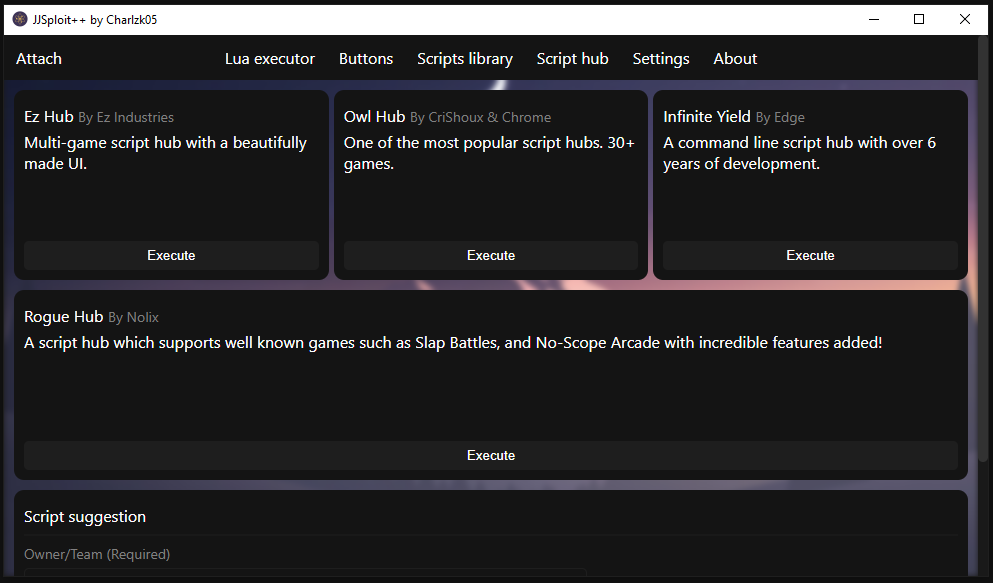 JJSploit++ by Charlzk05
Attach Lua executor Buttons Scripts library Script hub Settings About
Ez Hub By Ez Industries
Multi-game script hub with a beautifully
made UI.
Execute
Owl Hub By CriShoux & Chrome
One of the most popular script hubs. 30+
games.
Execute
Infinite Yield By Edge
A command line script hub with over 6
years of development.
Execute
Rogue Hub By Nolix
A script hub which supports well known games such as Slap Battles, and No-Scope Arcade with incredible features added!
Execute
Script suggestion
Owner/Team (Required)